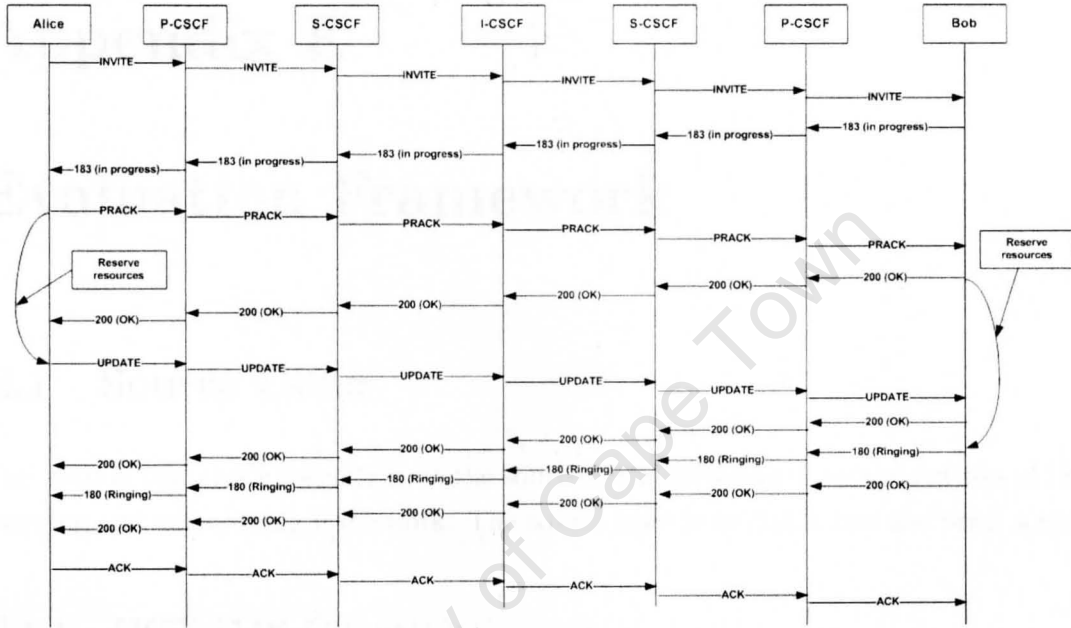 Alice P-CSCF S-CSCF I-CSCF S-CSCF P-CSCF Bob
INVITE INVITE INVITE INVITE INVITE INVITE
183 (in progress) 183 (in progress) 183 (in progress) 183 (in progress) 183 (in progress) 183 (in progress)
PRACK PRACK PRACK PRACK PRACK PRACK
Reserve
resources
Reserve
resources
200 (OK) 200 (OK) 200 (OK) 200 (OK) 200 (OK) 200 (OK)
UPDATE UPDATE UPDATE UPDATE UPDATE UPDATE
200 (OK) 200 (OK) 200 (OK) 200 (OK) 200 (OK) 200 (OK)
180 (Ringing) 180 (Ringing) 180 (Ringing) 180 (Ringing) 180 (Ringing) 180 (Ringing)
200 (OK) 200 (OK) 200 (OK) 200 (OK) 200 (OK) 200 (OK)
ACK ACK ACK ACK ACK ACK
y of Cape Town